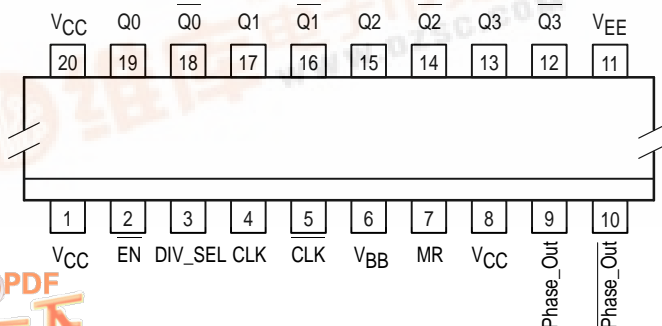 VCC Q0 Q0 Q1 Q1 Q2 Q2 Q3 Q3 VEE
20 19 18 17 16 15 14 13 12 11
1 2 3 4 5 6 7 8 9 10
VCC EN DIV_SEL CLK CLK VBB MR VCC Phase_Out Phase_Out
PDF
一下